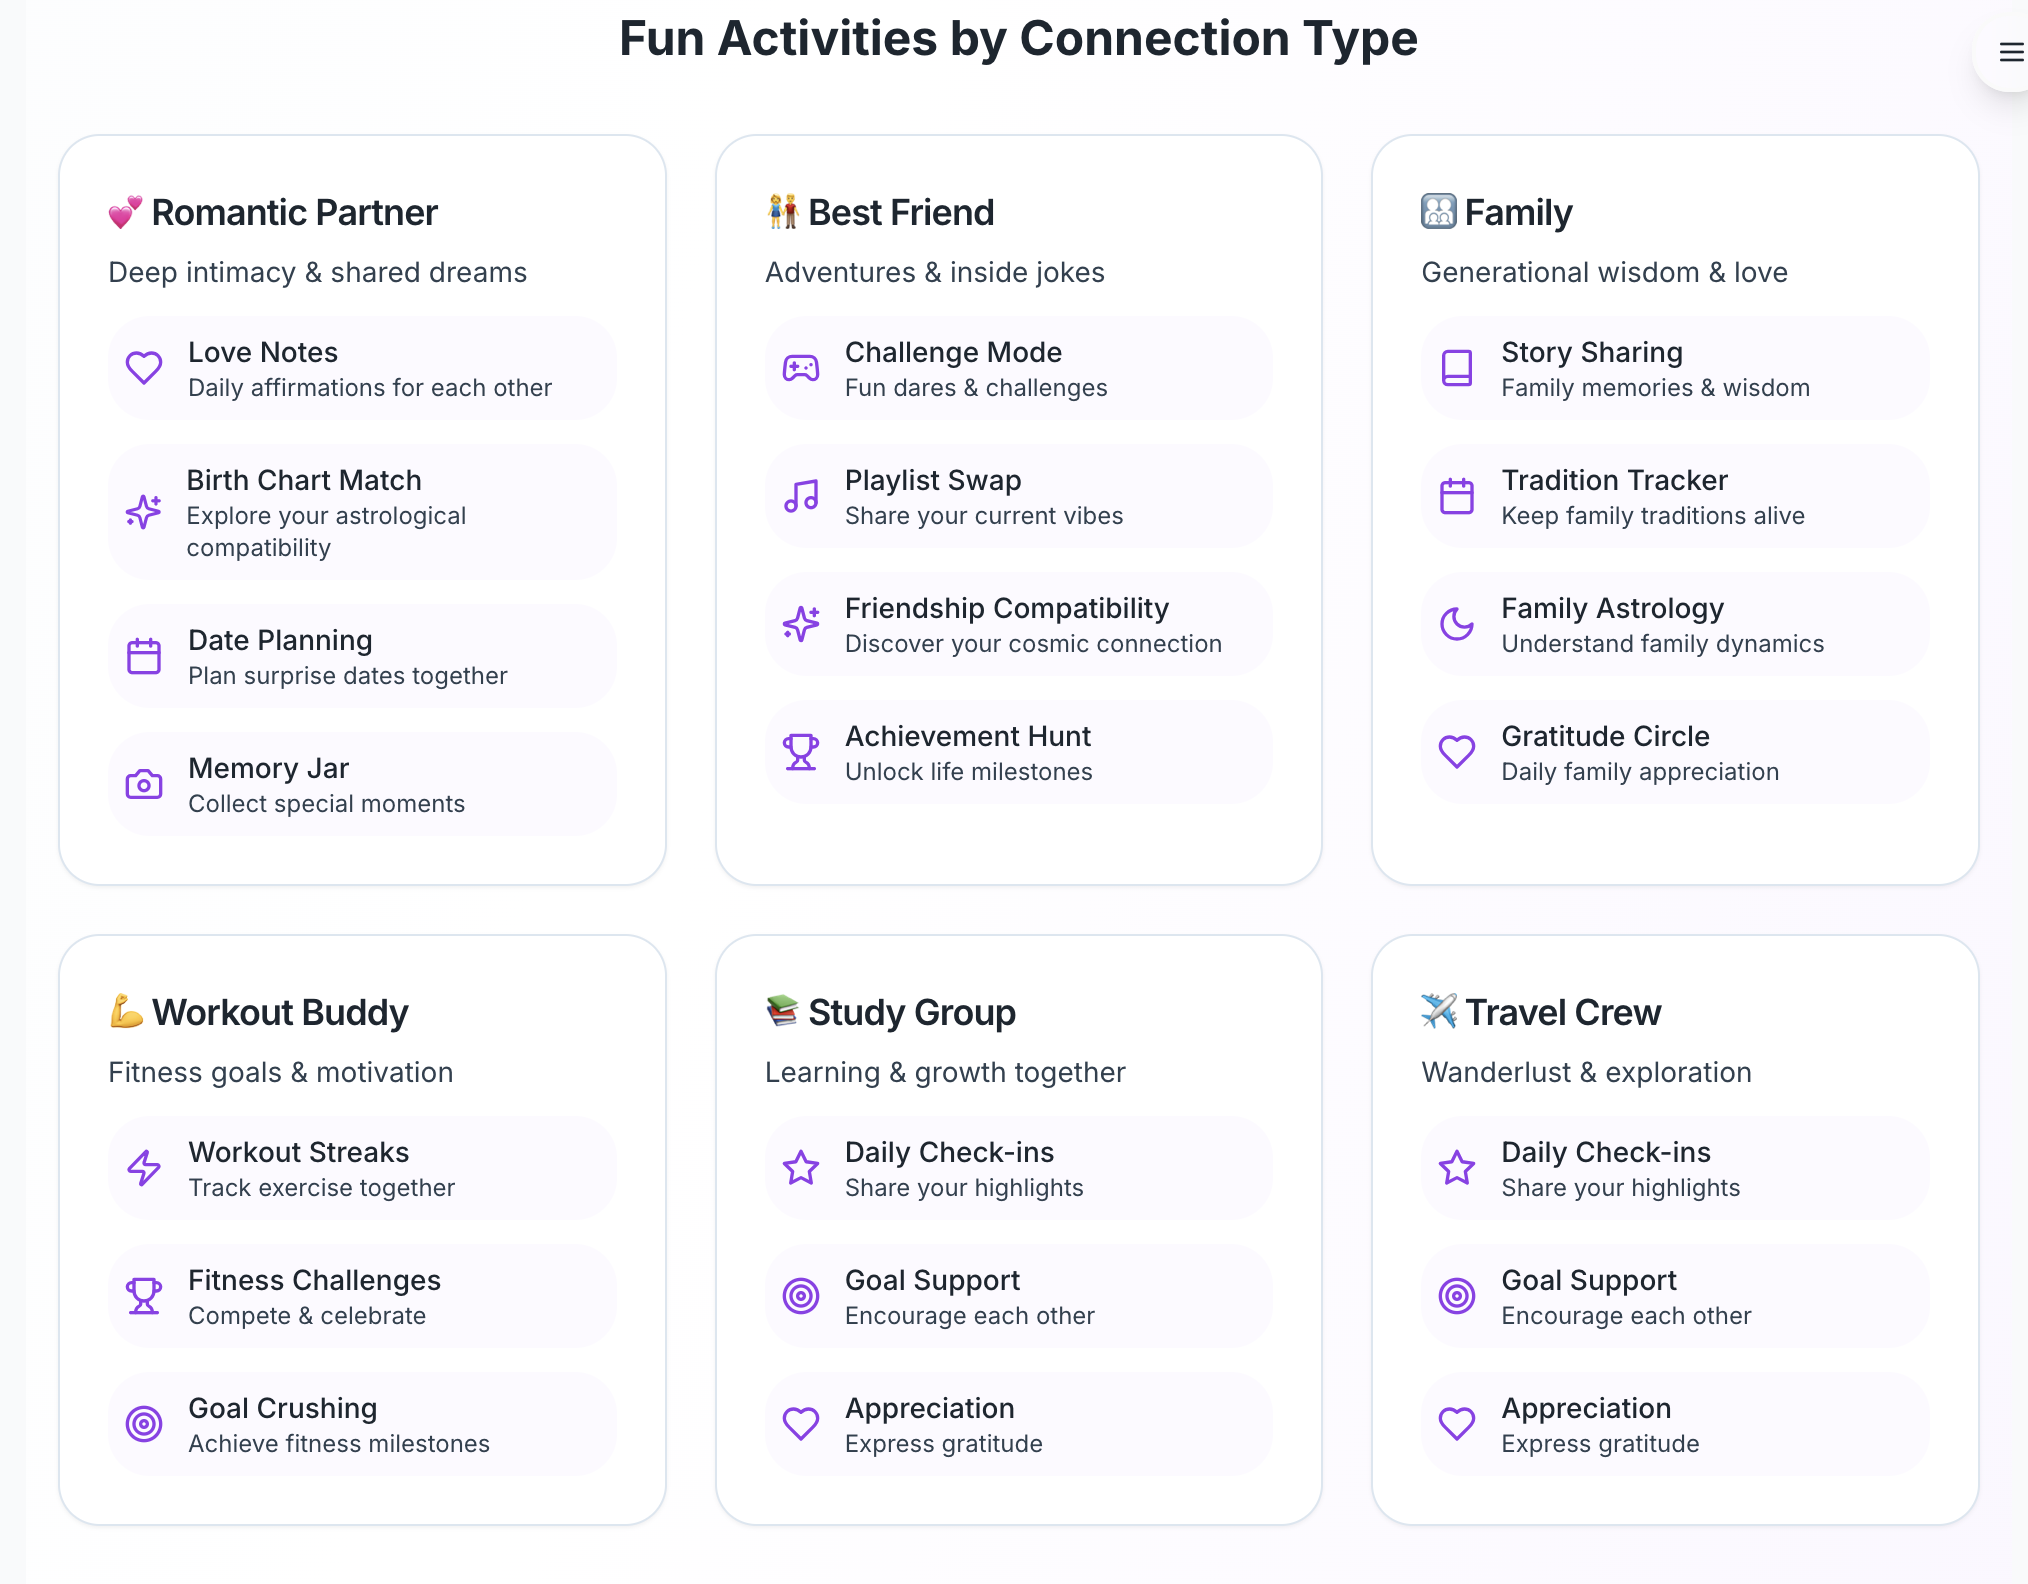 Fun Activities by Connection Type
Romantic Partner
Deep intimacy & shared dreams
Love Notes
Daily affirmations for each other
Birth Chart Match
Explore your astrological
compatibility
Date Planning
Plan surprise dates together
Memory Jar
Collect special moments
Best Friend
Adventures & inside jokes
Challenge Mode
Fun dares & challenges
Playlist Swap
Share your current vibes
Friendship Compatibility
Discover your cosmic connection
Achievement Hunt
Unlock life milestones
Family
Generational wisdom & love
Story Sharing
Family memories & wisdom
Tradition Tracker
Keep family traditions alive
Family Astrology
Understand family dynamics
Gratitude Circle
Daily family appreciation
Workout Buddy
Fitness goals & motivation
Workout Streaks
Track exercise together
Fitness Challenges
Compete & celebrate
Goal Crushing
Achieve fitness milestones
Study Group
Learning & growth together
Daily Check-ins
Share your highlights
Goal Support
Encourage each other
Appreciation
Express gratitude
Travel Crew
Wanderlust & exploration
Daily Check-ins
Share your highlights
Goal Support
Encourage each other
Appreciation
Express gratitude